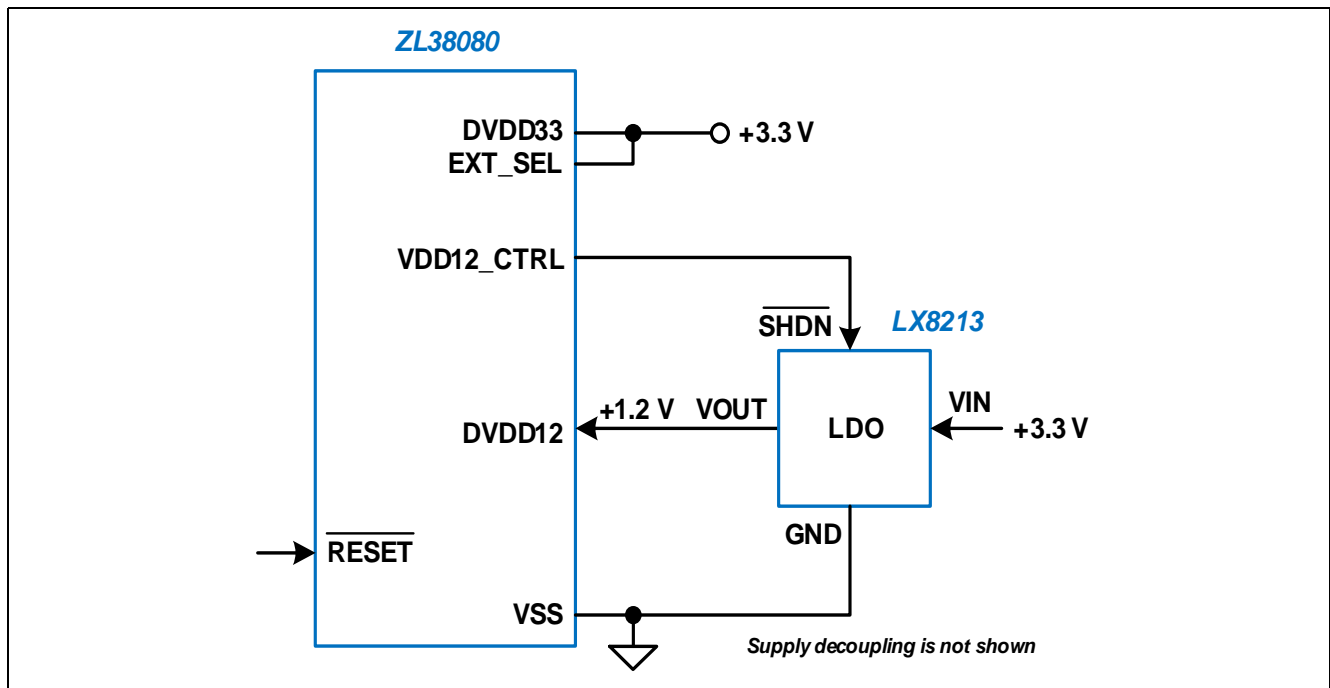 ZL38080
DVDD33
+3.3 V
EXT_SEL
VDD12_CTRL
SHDN
LX8213
+1.2 V VOUT
VIN
DVDD12
LDO
+3.3 V
GND
RESET
VSS
Supply decoupling is not shown